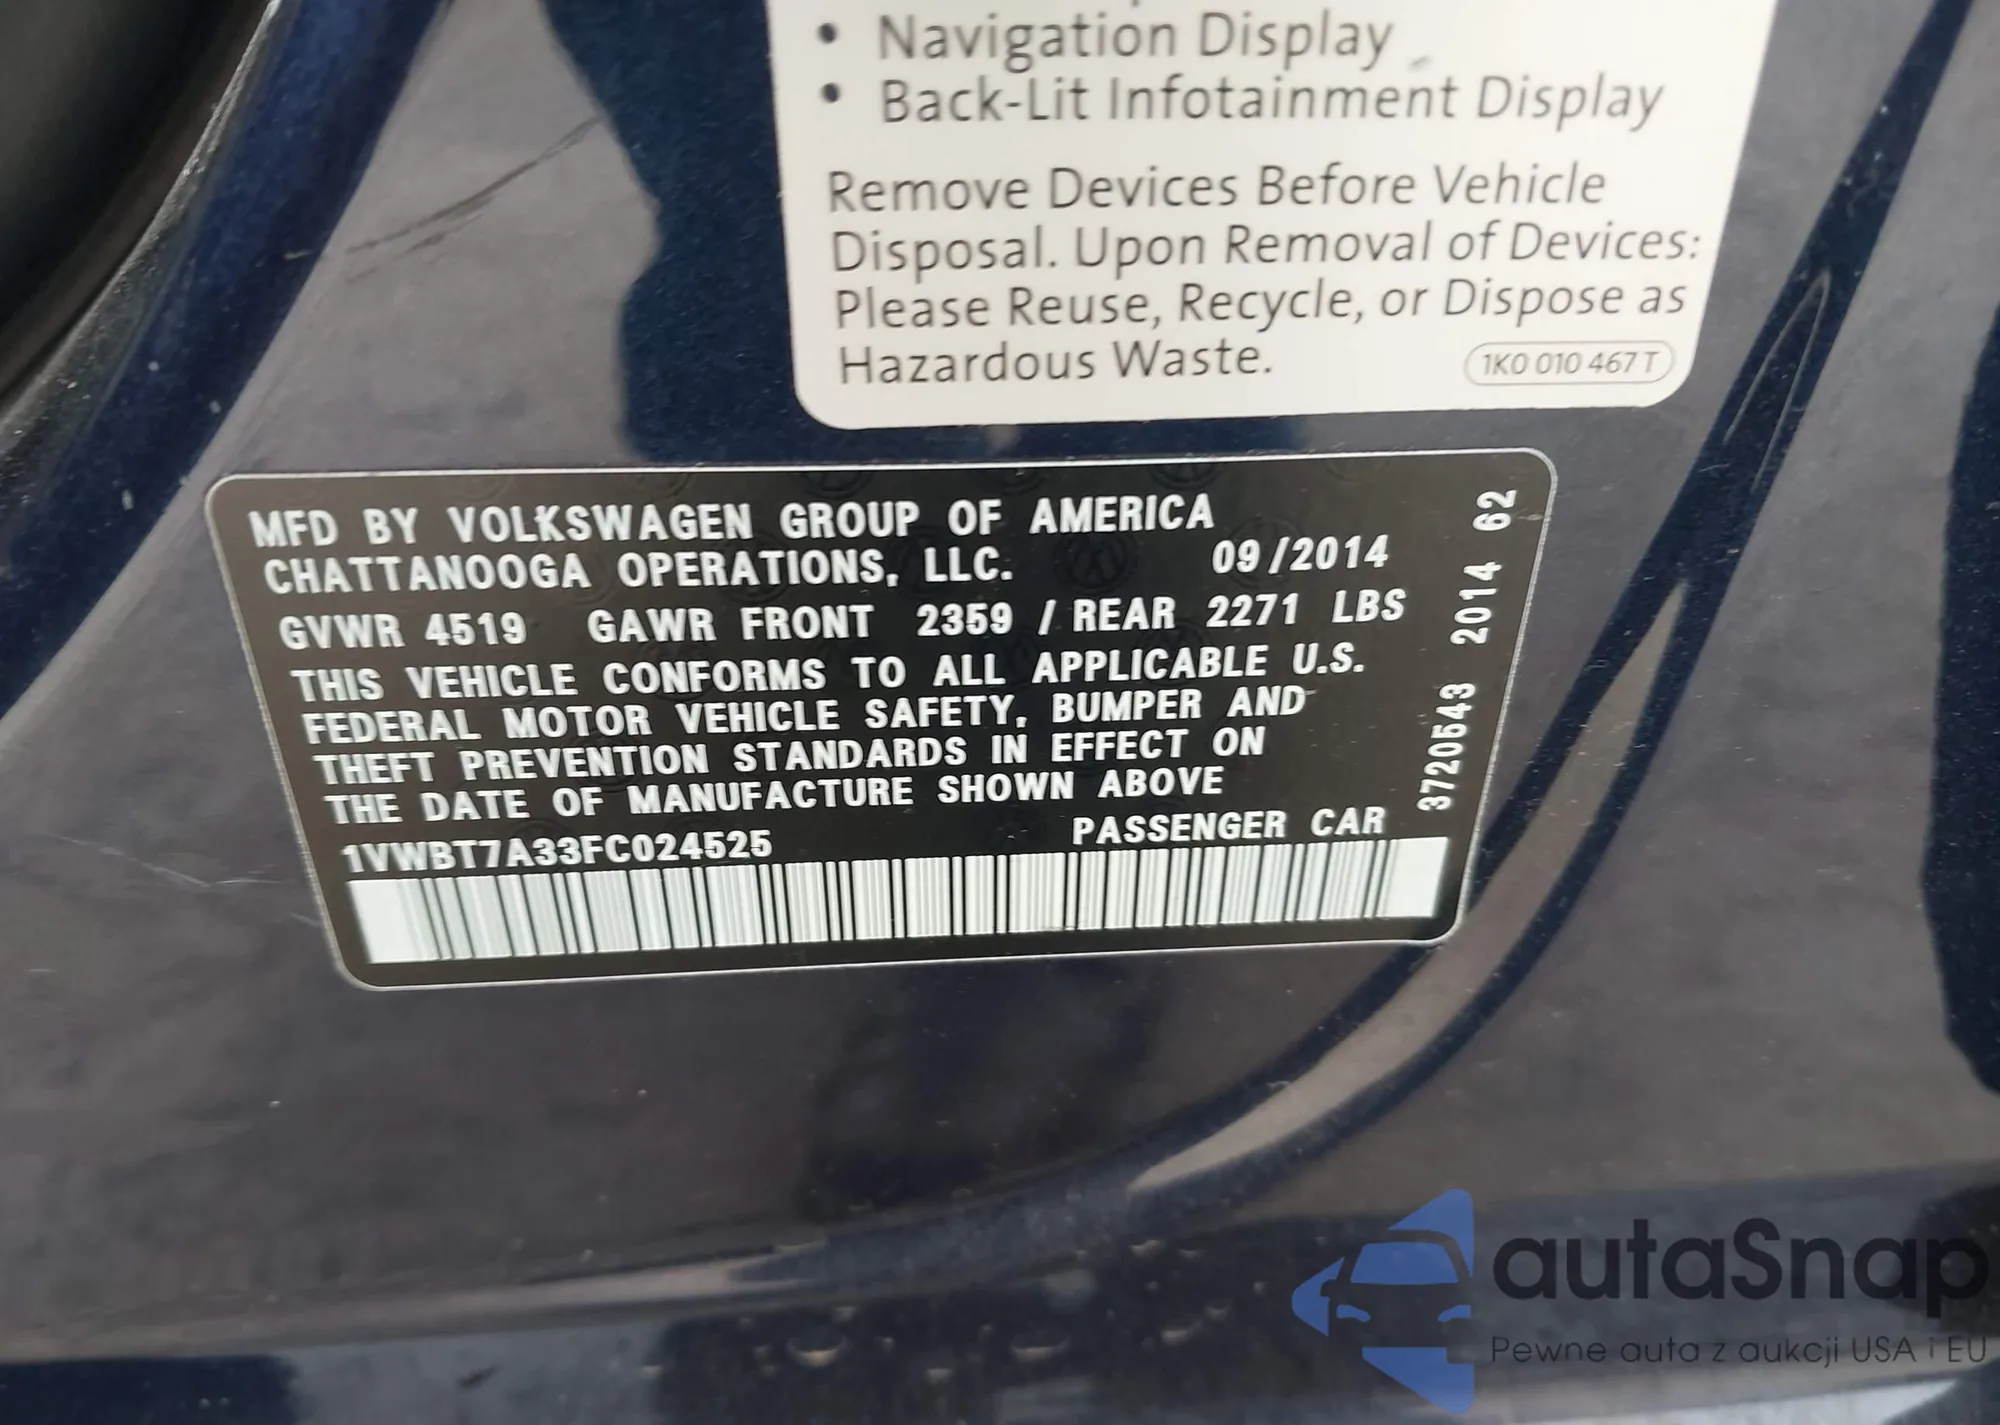 • Navigation Display
• Back-Lit Infotainment Display
Remove Devices Before Vehicle
Disposal. Upon Removal of Devices:
Please Reuse, Recycle, or Dispose as
Hazardous Waste.
1K0 010 467 T
MFD BY VOLKSWAGEN GROUP OF AMERICA
CHATTANOOGA OPERATIONS, LLC. 09/2014
GVWR 4519 GAWR FRONT 2359 / REAR 2271 LBS
THIS VEHICLE CONFORMS TO ALL APPLICABLE U.S.
FEDERAL MOTOR VEHICLE SAFETY, BUMPER AND
THEFT PREVENTION STANDARDS IN EFFECT ON
THE DATE OF MANUFACTURE SHOWN ABOVE
1VWBT7A33FC024525 PASSENGER CAR
3720543 2014 62
autaSnap
Pewne auta z aukcji USA i EU